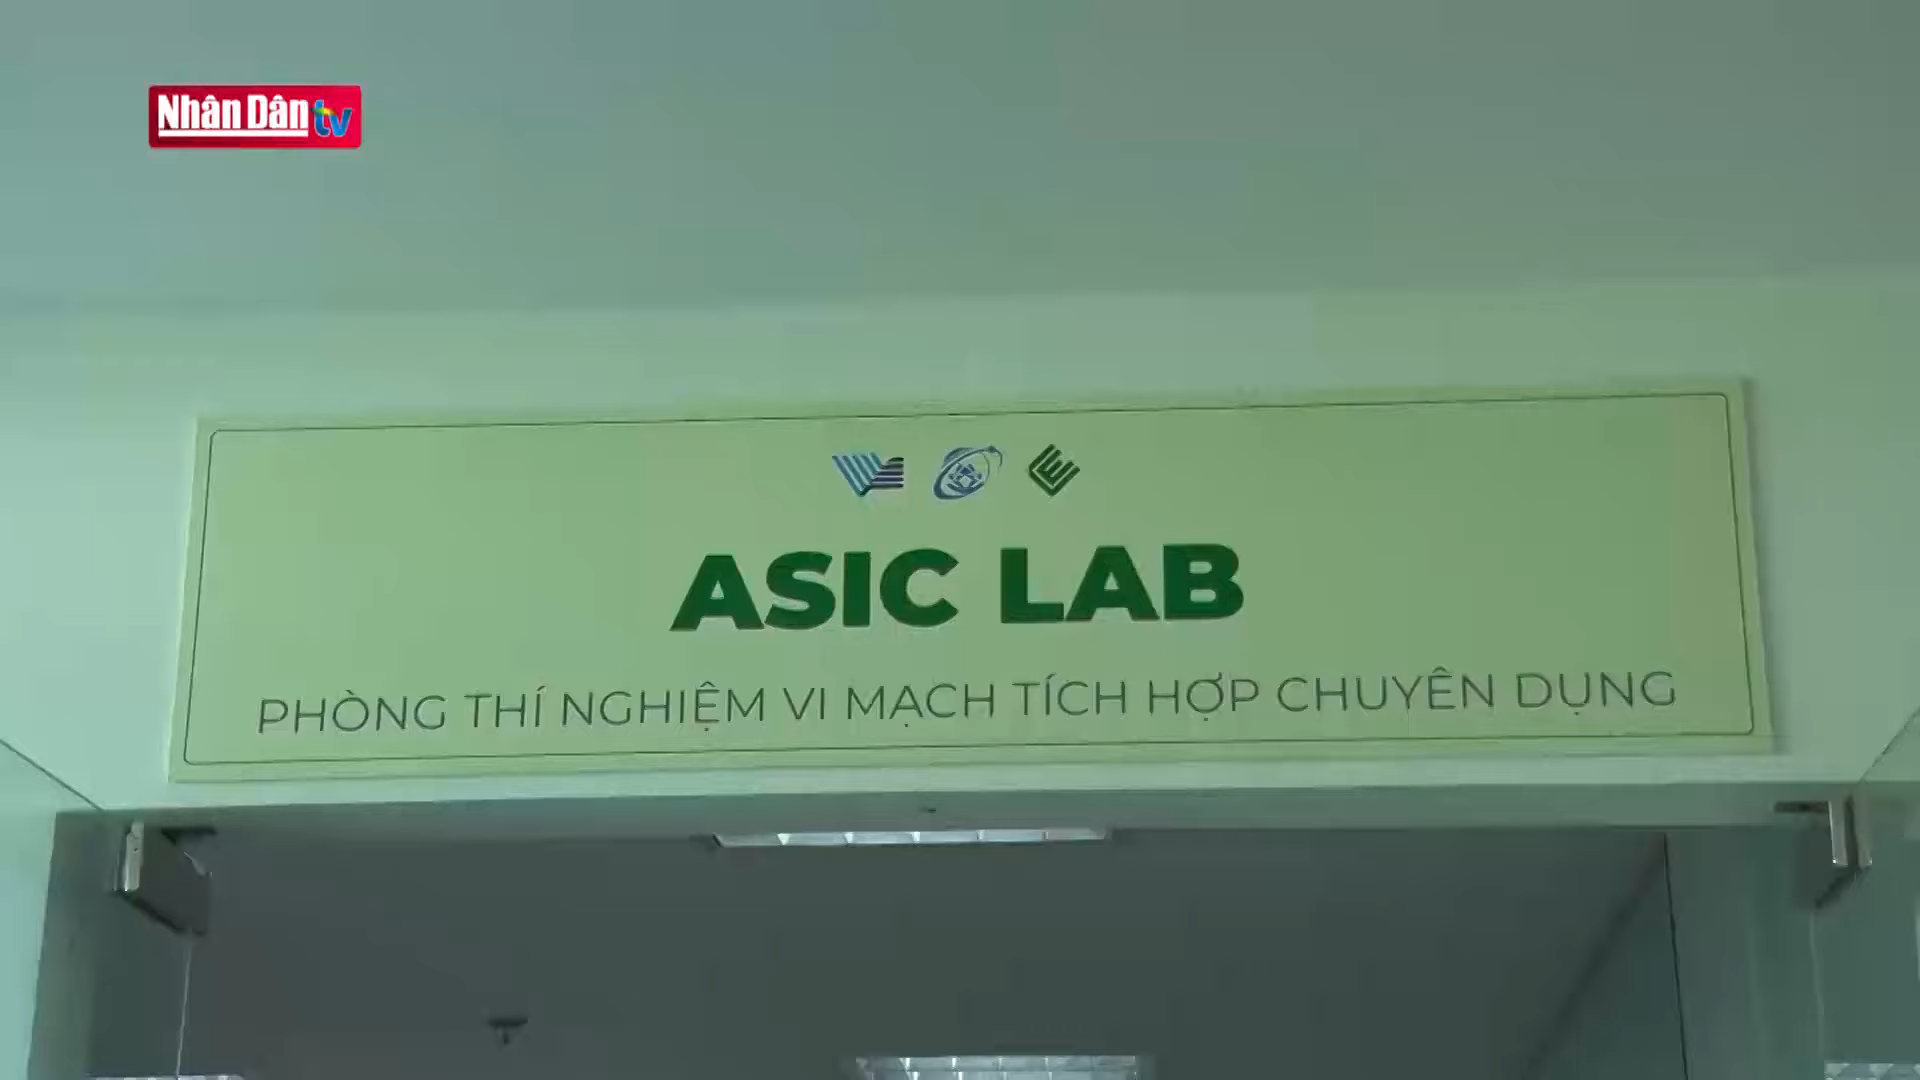 Nhân Dân tv
ASIC LAB
PHÒNG THÍ NGHIỆM VI MẠCH TÍCH HỢP CHUYÊN DỤNG